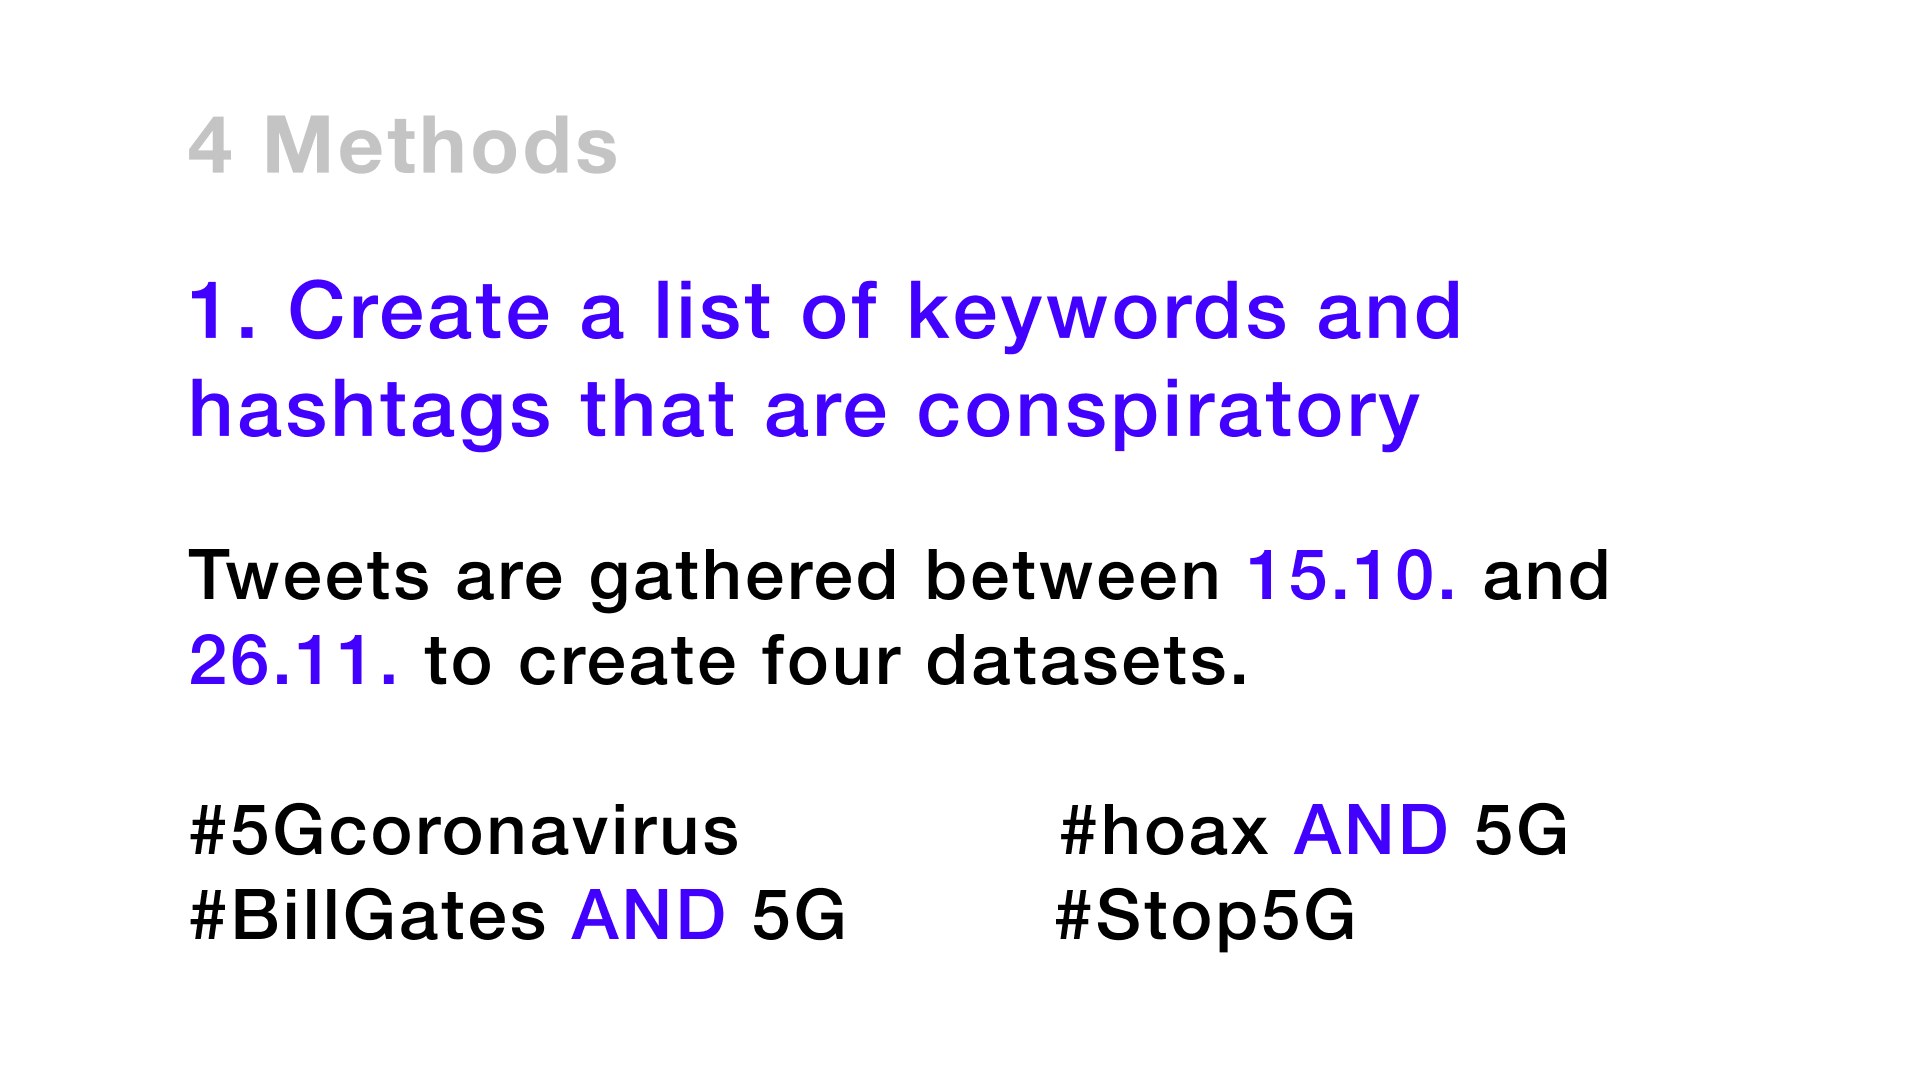 4 Methods
1. Create a list of keywords and
hashtags that are conspiratory
Tweets are gathered between 15.10. and
26.11. to create four datasets.
#5Gcoronavirus #hoax AND 5G
#BillGates AND 5G #Stop5G